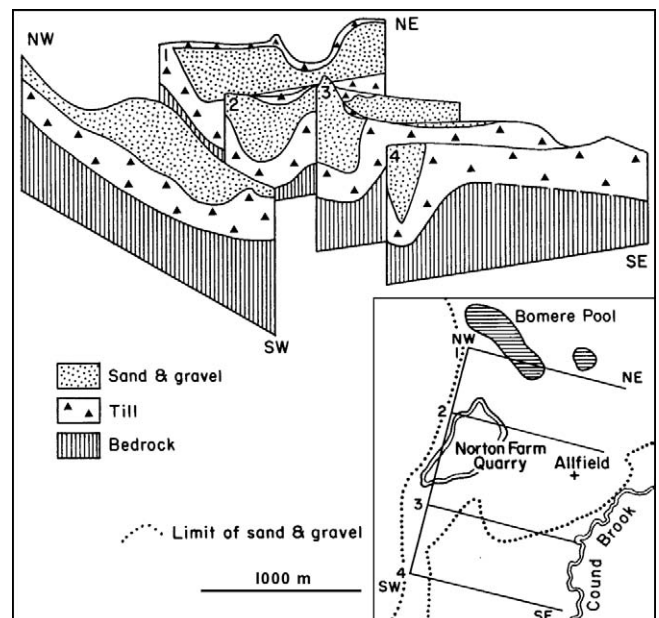 NW
NE
1
2
3
4
SE
SW
Sand & gravel
Till
Bedrock
Limit of sand & gravel
1000 m
Bomere Pool
NW
1
NE
2
Norton Farm
Quarry
Allfield
3
Cound Brook
4
SW
SE